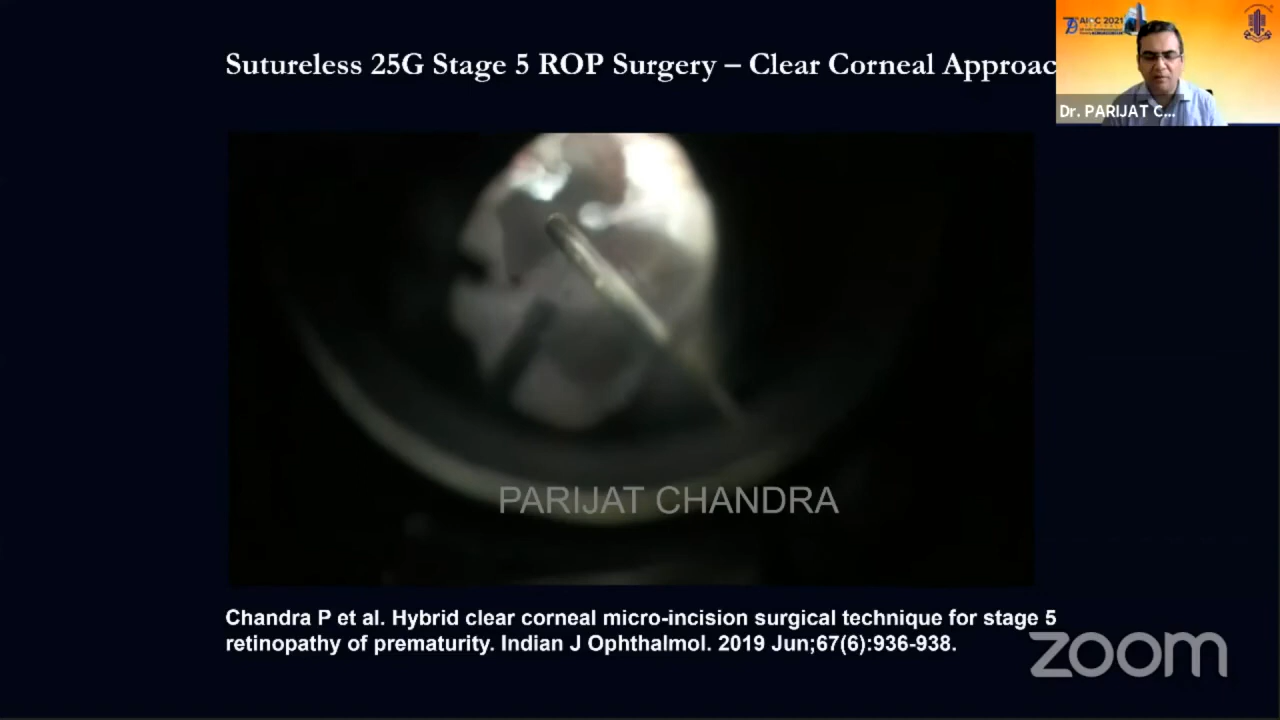 Sutureless 25G Stage 5 ROP Surgery – Clear Corneal Approac
AIOC 2021
Dr. PARIJAT C...
PARIJAT CHANDRA
Chandra P et al. Hybrid clear corneal micro-incision surgical technique for stage 5
retinopathy of prematurity. Indian J Ophthalmol. 2019 Jun;67(6):936-938.
zoom